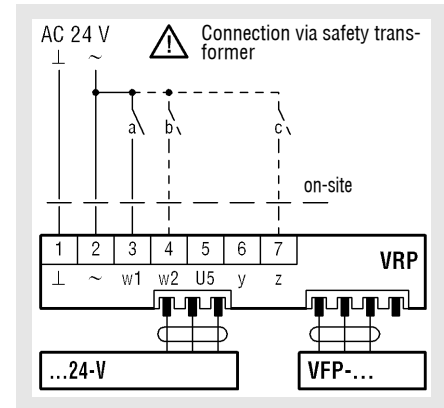 AC 24 V
Connection via safety trans-
former
⊥ ~
!
a b c
on-site
1 2 3 4 5 6 7
VRP
⊥ ~ w1 w2 U5 y z
...24-V
VFP-...